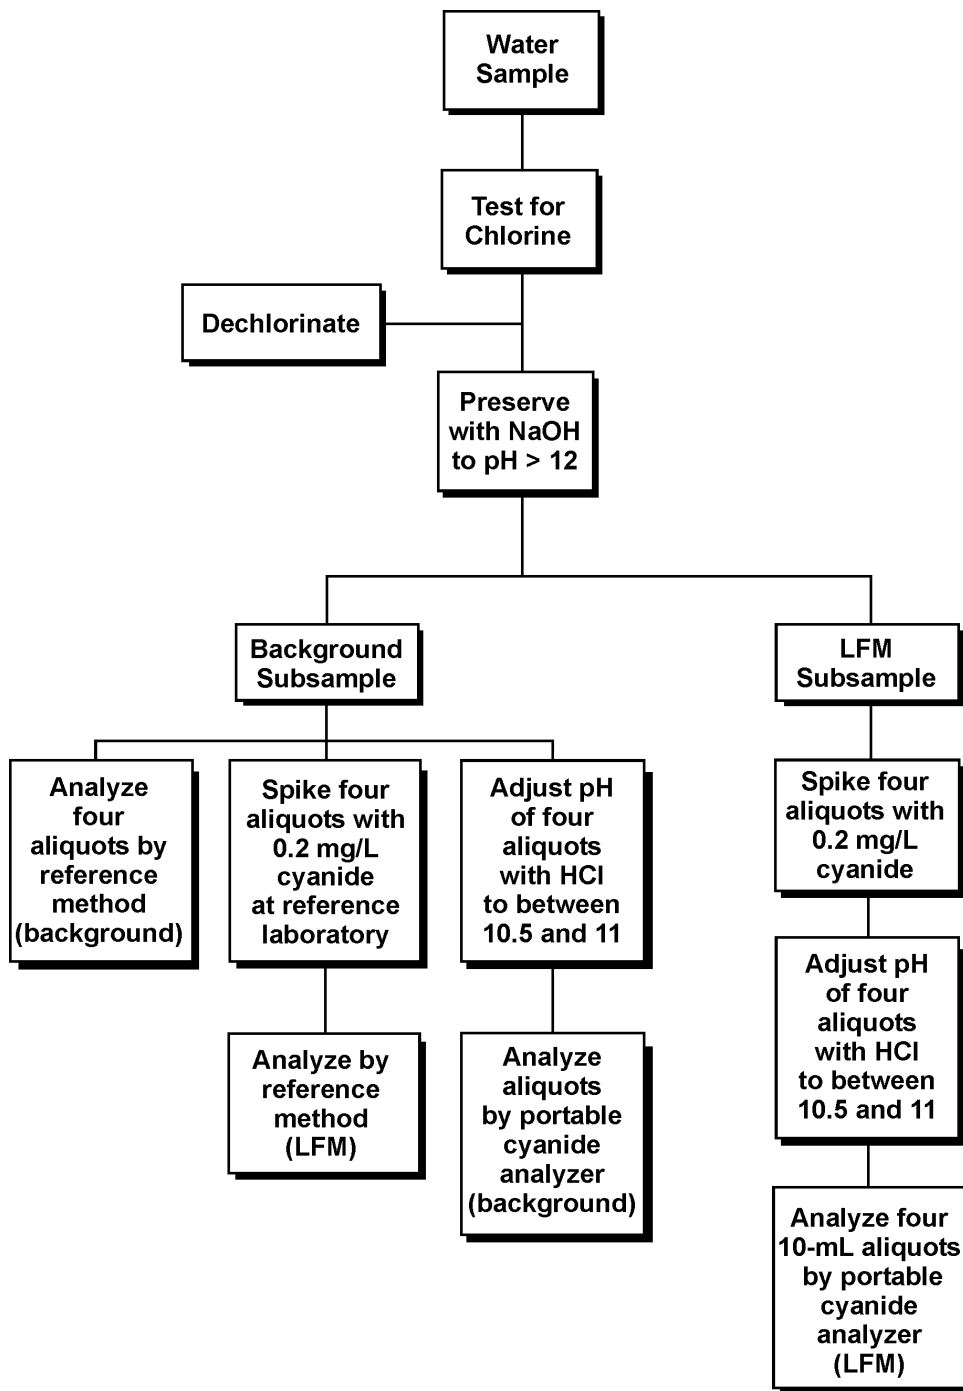 Water
Sample
Test for
Chlorine
Dechlorinate
Preserve
with NaOH
to pH > 12
Background
Subsample
LFM
Subsample
Analyze
four
aliquots by
reference
method
(background)
Spike four
aliquots with
0.2 mg/L
cyanide
at reference
laboratory
Adjust pH
of four
aliquots
with HCl
to between
10.5 and 11
Spike four
aliquots with
0.2 mg/L
cyanide
Analyze by
reference
method
(LFM)
Analyze
aliquots
by portable
cyanide
analyzer
(background)
Adjust pH
of four
aliquots
with HCl
to between
10.5 and 11
Analyze four
10-mL aliquots
by portable
cyanide
analyzer
(LFM)